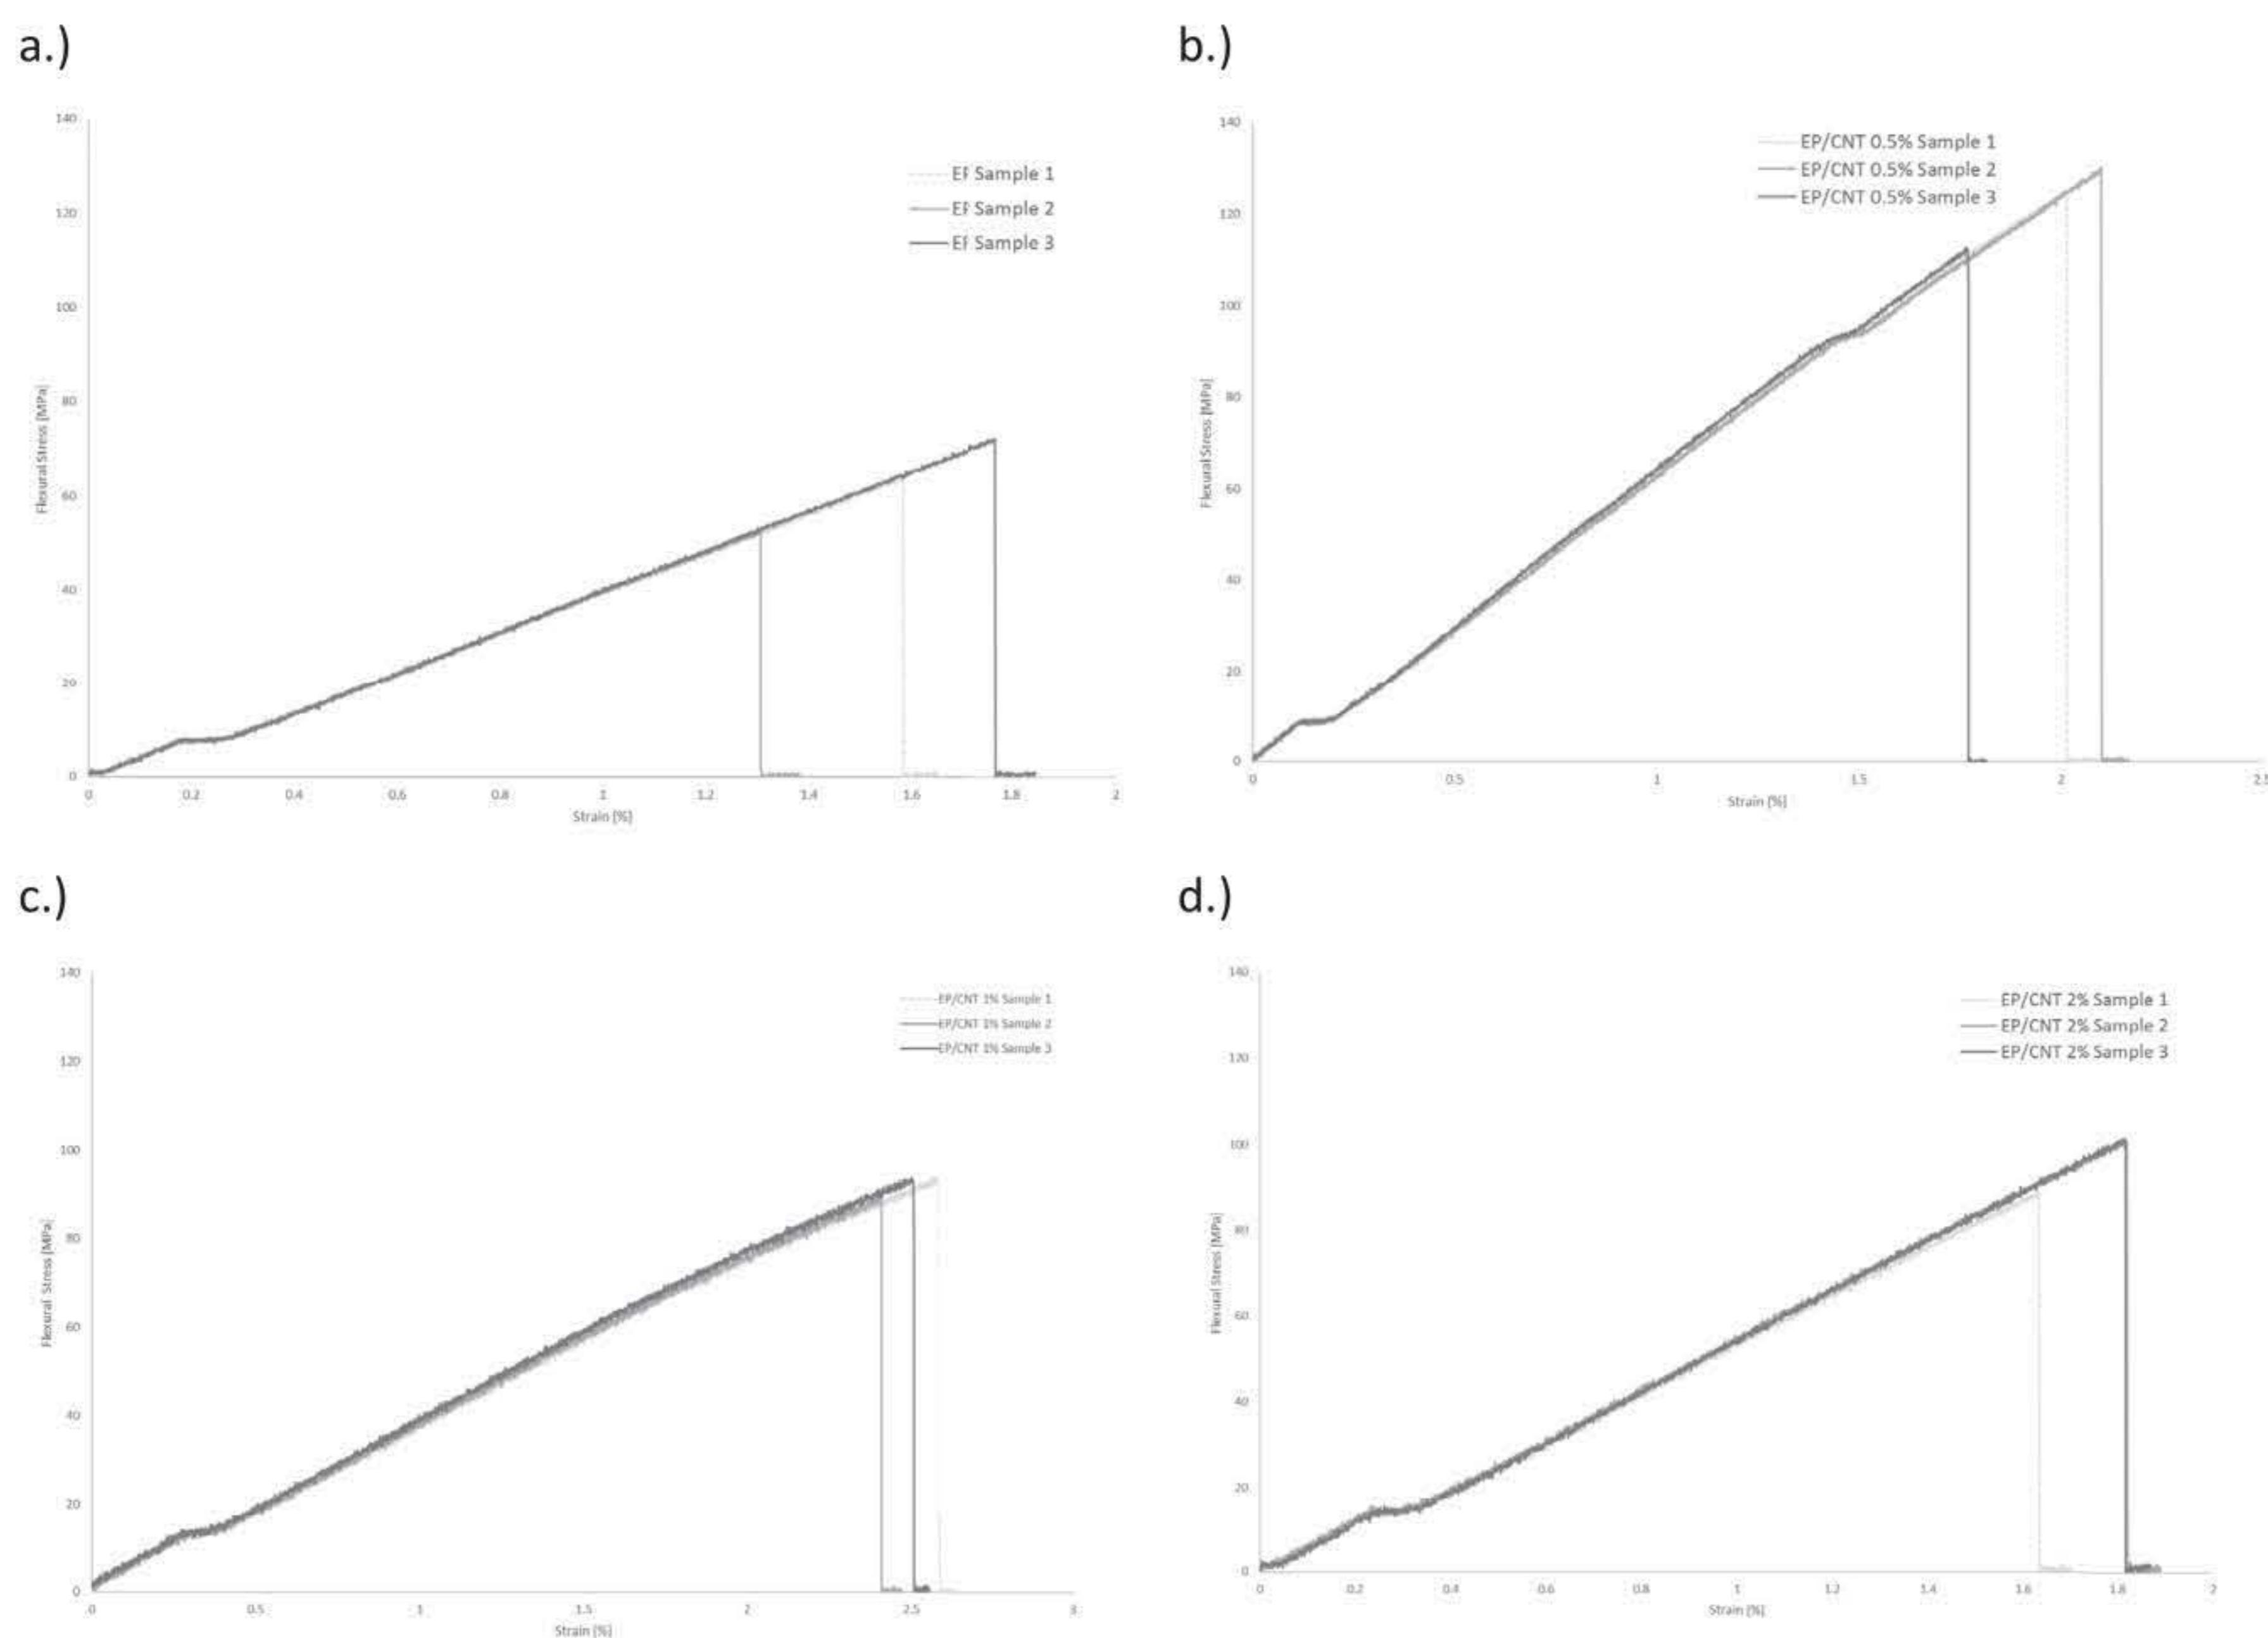 a.)
140
120
100
80
60
40
20
0
Flexural Stress [MPa]
EF Sample 1
EF Sample 2
EF Sample 3
0 0.2 0.4 0.6 0.8 1 1.2 1.4 1.6 1.8 2
Strain [%]
b.)
140
120
100
80
60
40
20
0
Flexural Stress [MPa]
EP/CNT 0.5% Sample 1
EP/CNT 0.5% Sample 2
EP/CNT 0.5% Sample 3
0 0.5 1 1.5 2 2.5
Strain [%]
c.)
140
120
100
80
60
40
20
0
Flexural Stress [MPa]
EP/CNT 1% Sample 1
EP/CNT 1% Sample 2
EP/CNT 1% Sample 3
0 0.5 1 1.5 2 2.5 3
Strain [%]
d.)
140
120
100
80
60
40
20
0
Flexural Stress [MPa]
EP/CNT 2% Sample 1
EP/CNT 2% Sample 2
EP/CNT 2% Sample 3
0 0.2 0.4 0.6 0.8 1 1.2 1.4 1.6 1.8 2
Strain [%]